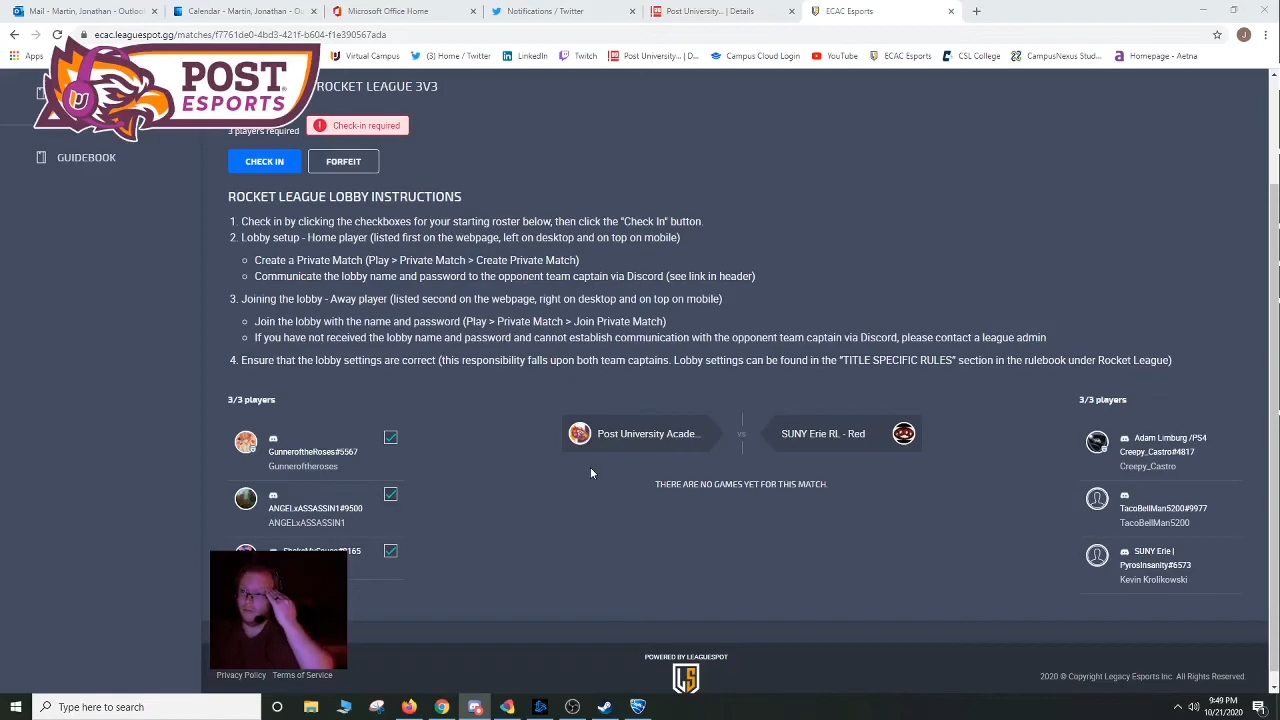 Mail - Martin, Jonathan - Outloo
Calendar - Martin, Jonathan - O
Microsoft Office Home
Notifications / Twitter
Post University: Details
ECAC Esports
ecac.leaguespot.gg/matches/f7761de0-4bd3-421f-b604-f1e390567ada
Apps
Virtual Campus
(3) Home / Twitter
LinkedIn
Twitch
Post University | D...
Campus Cloud Login
YouTube
ECAC Esports
CSL College
CampusNexus Stud...
Homepage - Aetna
POST
ESPORTS
ROCKET LEAGUE 3V3
3 players required
Check-in required
GUIDEBOOK
CHECK IN
FORFEIT
ROCKET LEAGUE LOBBY INSTRUCTIONS
1. Check in by clicking the checkboxes for your starting roster below, then click the "Check In" button.
2. Lobby setup - Home player (listed first on the webpage, left on desktop and on top on mobile)
Create a Private Match (Play > Private Match > Create Private Match)
Communicate the lobby name and password to the opponent team captain via Discord (see link in header)
3. Joining the lobby - Away player (listed second on the webpage, right on desktop and on top on mobile)
Join the lobby with the name and password (Play > Private Match > Join Private Match)
If you have not received the lobby name and password and cannot establish communication with the opponent team captain via Discord, please contact a league admin
4. Ensure that the lobby settings are correct (this responsibility falls upon both team captains. Lobby settings can be found in the "TITLE SPECIFIC RULES" section in the rulebook under Rocket League)
3/3 players
GunneroftheRoses#5567
Gunneroftheroses
ANGELxASSASSIN1#9500
ANGELxASSASSIN1
Post University Acade...
vs
SUNY Erie RL - Red
THERE ARE NO GAMES YET FOR THIS MATCH.
3/3 players
Adam Limburg /PS4
Creepy_Castro#4817
Creepy_Castro
TacoBellMan5200#9977
TacoBellMan5200
SUNY Erie |
PyrosInsanity#6573
Kevin Krolikowski
POWERED BY LEAGUESPOT
LS
Privacy Policy
Terms of Service
2020 © Copyright Legacy Esports Inc. All Rights Reserved.
Type here to search
9:49 PM
10/21/2020